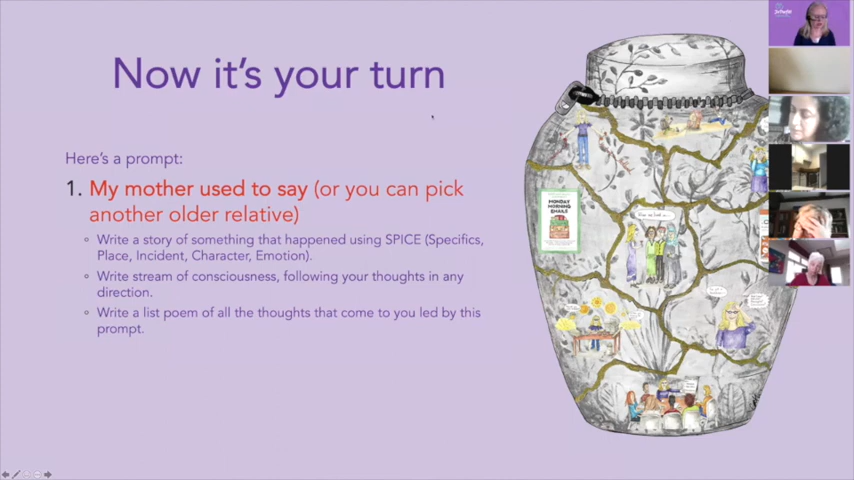 Now it's your turn
Here's a prompt:
1. My mother used to say (or you can pick
another older relative)
Write a story of something that happened using SPICE (Specifics,
Place, Incident, Character, Emotion).
Write stream of consciousness, following your thoughts in any
direction.
Write a list poem of all the thoughts that come to you led by this
prompt.
MONDAY
MORNING
EMAILS